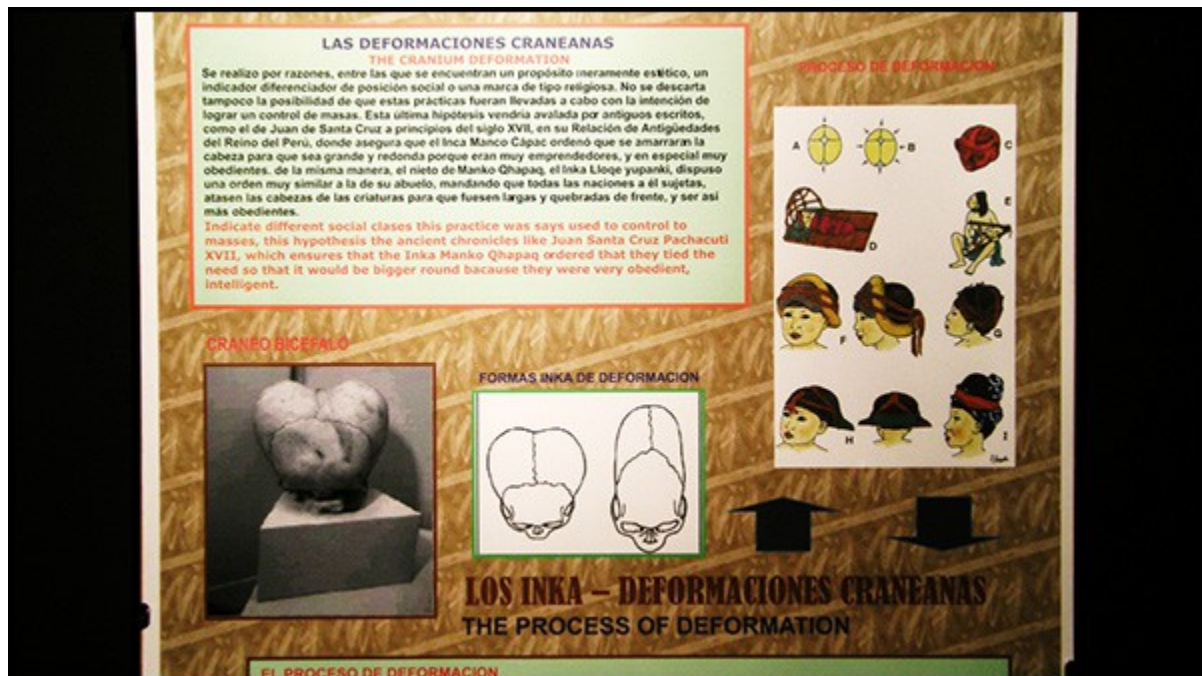 LAS DEFORMACIONES CRANEANAS
THE CRANIUM DEFORMATION
Se realizo por razones, entre las que se encuentran un propósito meramente estético, un
indicador diferenciador de posición social o una marca de tipo religiosa. No se descarta
tampoco la posibilidad de que estas prácticas fueran llevadas a cabo con la intención de
lograr un control de masas. Esta última hipótesis vendría avalada por antiguos escritos,
como el de Juan de Santa Cruz a principios del siglo XVII, en su Relación de Antigüedades
del Reino del Perú, donde asegura que el Inca Manco Cápac ordenó que se amarraran la
cabeza para que sea grande y redonda porque eran muy emprendedores, y en especial muy
obedientes. de la misma manera, el nieto de Manko Qhapaq, el Inka Lloqe yupanki, dispuso
una orden muy similar a la de su abuelo, mandando que todas las naciones a él sujetas,
atasen las cabezas de las criaturas para que fuesen largas y quebradas de frente, y ser así
más obedientes.
Indicate different social clases this practice was says used to control to
masses, this hypothesis the ancient chronicles like Juan Santa Cruz Pachacuti
XVII, which ensures that the Inka Manko Qhapaq ordered that they tied the
need so that it would be bigger round bacause they were very obedient,
intelligent.
PROCESO DE DEFORMACION
A
B
C
D
E
F
G
H
I
CRANEO BICEFALO
FORMAS INKA DE DEFORMACION
LOS INKA – DEFORMACIONES CRANEANAS
THE PROCESS OF DEFORMATION
EL PROCESO DE DEFORMACION